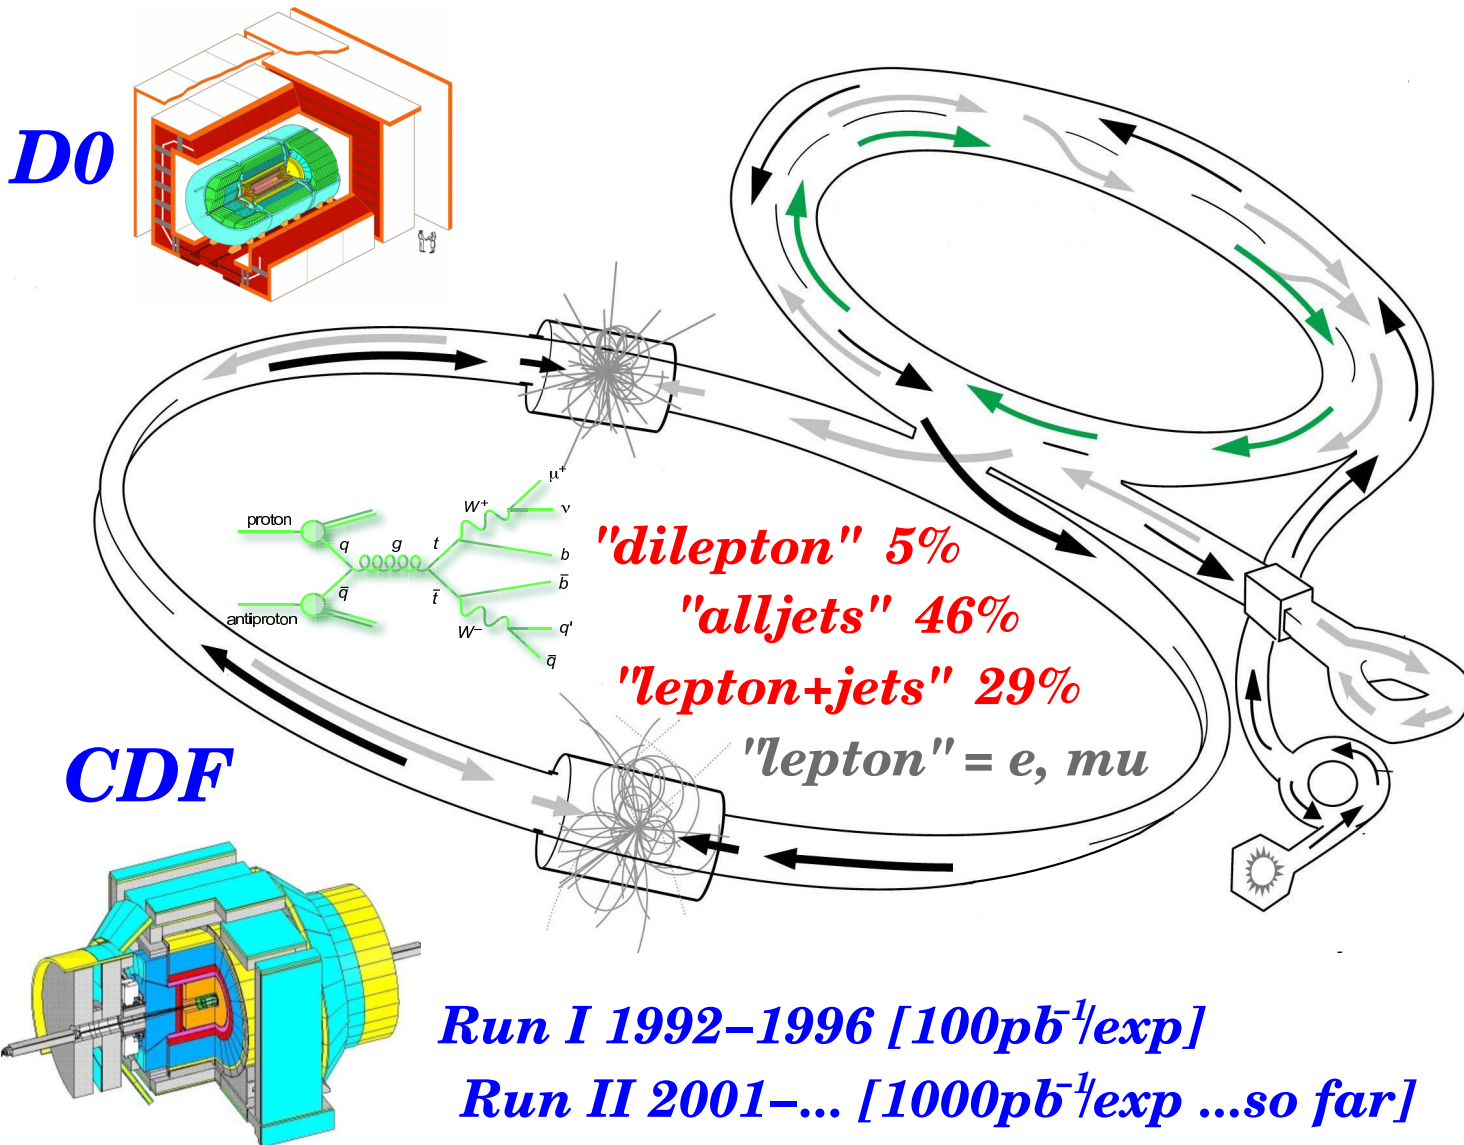 D0
μ⁺
W⁺
ν
proton
q
g
t
b
q̄
t̄
b̄
antiproton
W⁻
q'
q̄
"dilepton" 5%
"alljets" 46%
"lepton+jets" 29%
"lepton" = e, mu
CDF
Run I 1992–1996 [100pb⁻¹/exp]
Run II 2001–... [1000pb⁻¹/exp ...so far]